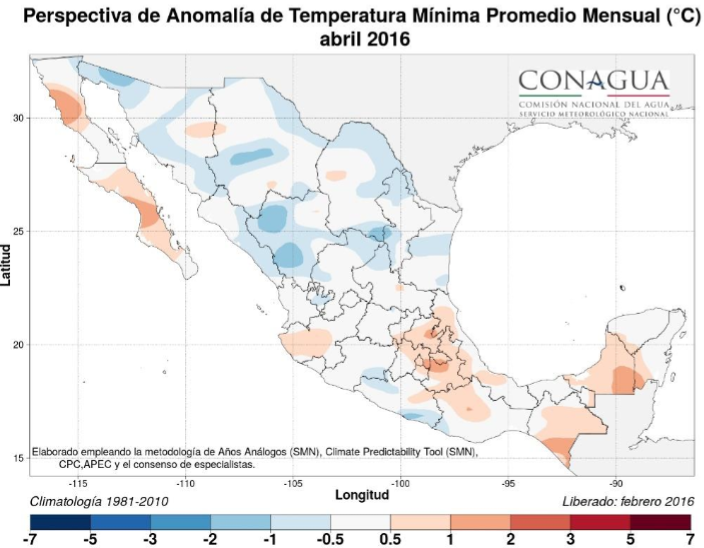 Perspectiva de Anomalía de Temperatura Mínima Promedio Mensual (°C)
abril 2016
CONAGUA
COMISIÓN NACIONAL DEL AGUA
SERVICIO METEOROLÓGICO NACIONAL
30
25
20
15
Latitud
Elaborado empleando la metodología de Años Análogos (SMN), Climate Predictability Tool (SMN),
CPC,APEC y el consenso de especialistas.
-115 -110 -105 -100 -95 -90
Longitud
Climatología 1981-2010 Liberado: febrero 2016
-7 -5 -3 -2 -1 -0.5 0.5 1 2 3 5 7